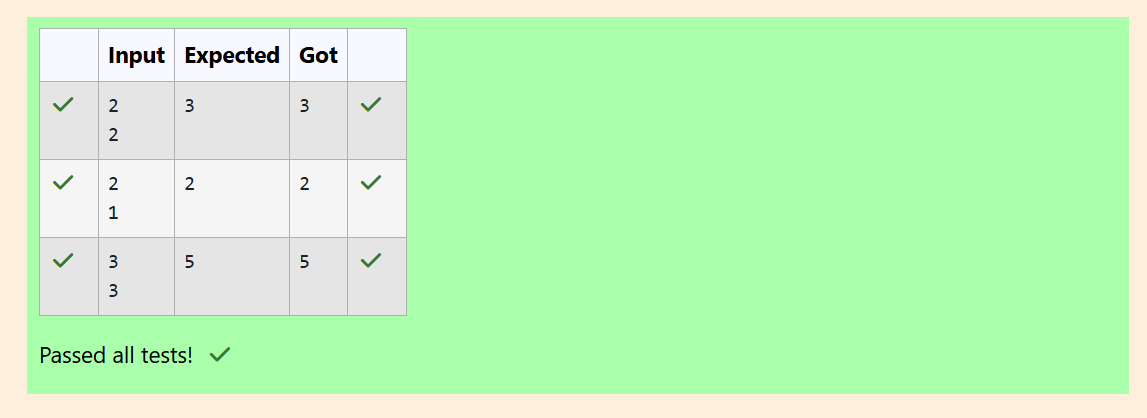 Input Expected Got
2 3 3
2
2 2 2
1
3 5 5
3
Passed all tests!